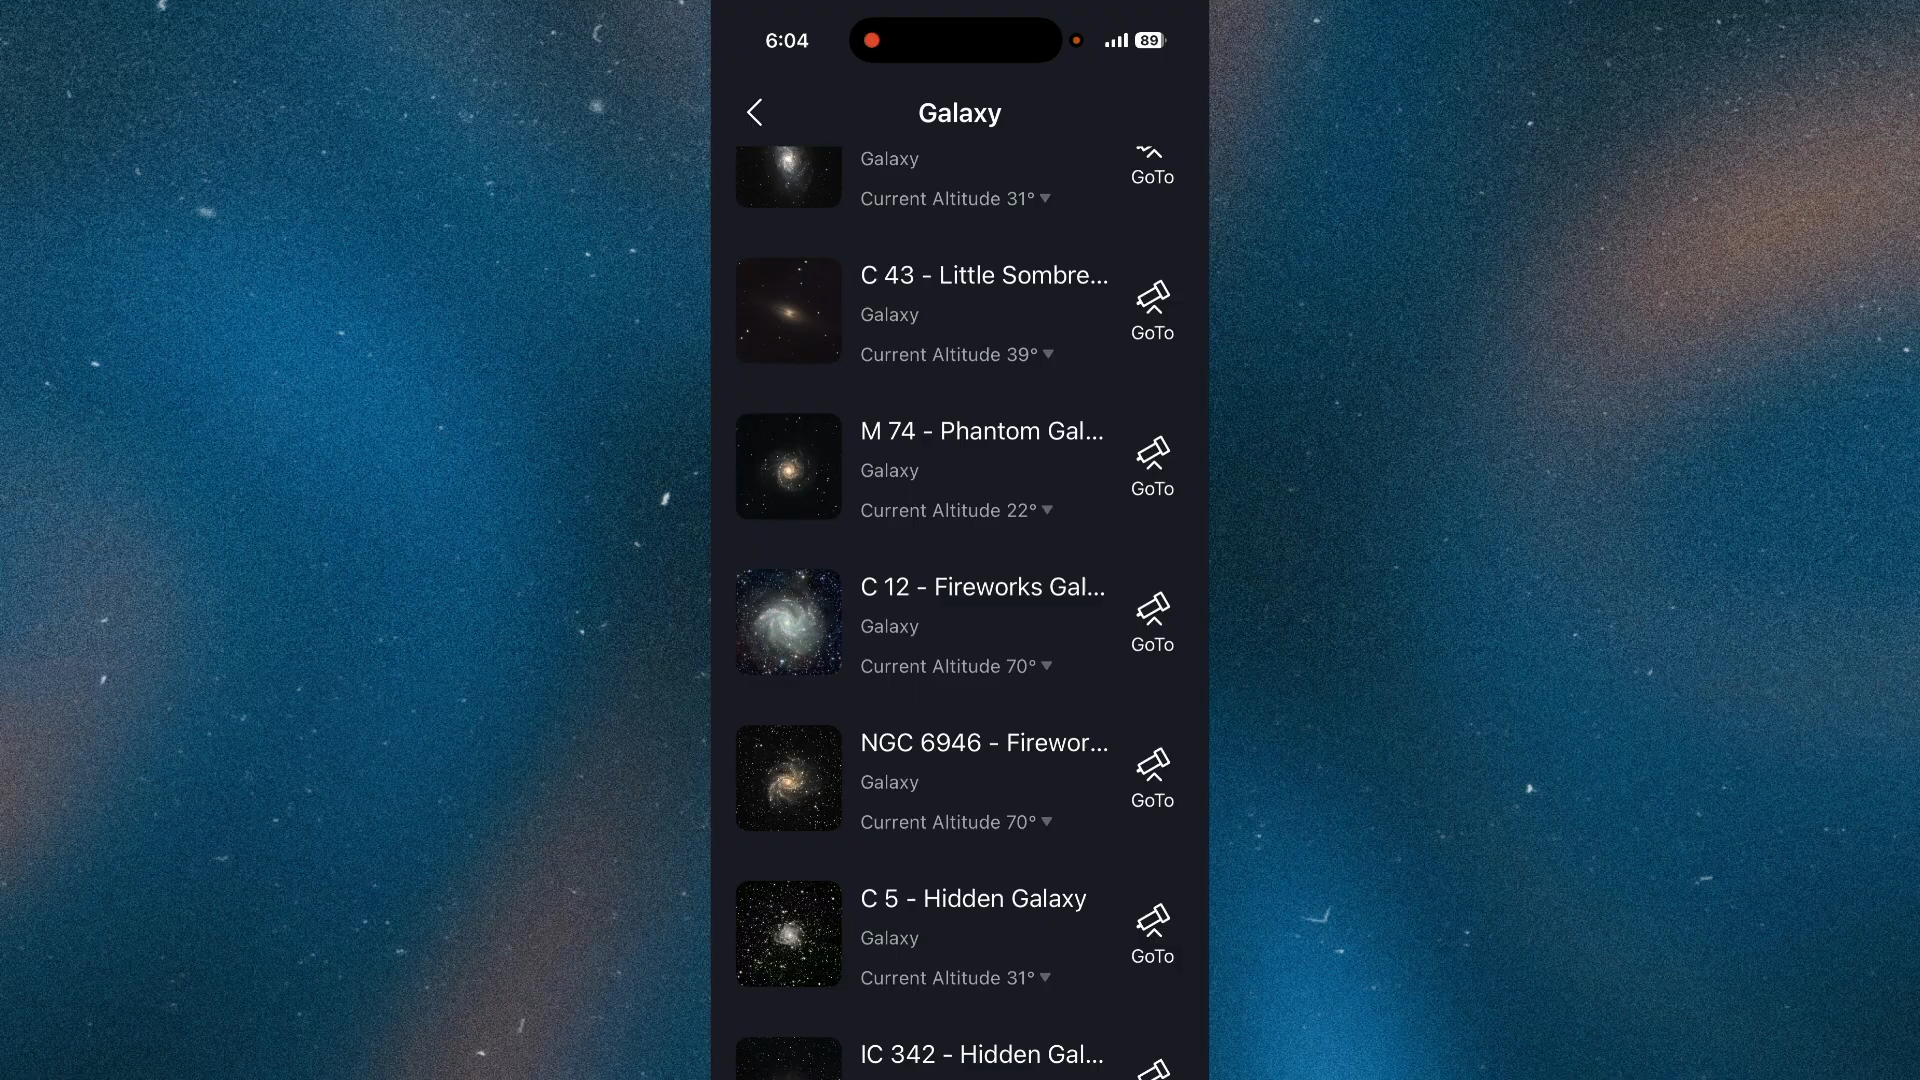 6:04
89
Galaxy
Galaxy
GoTo
Current Altitude 31°
C 43 - Little Sombre...
Galaxy
GoTo
Current Altitude 39°
M 74 - Phantom Gal...
Galaxy
GoTo
Current Altitude 22°
C 12 - Fireworks Gal...
Galaxy
GoTo
Current Altitude 70°
NGC 6946 - Firewor...
Galaxy
GoTo
Current Altitude 70°
C 5 - Hidden Galaxy
Galaxy
GoTo
Current Altitude 31°
IC 342 - Hidden Gal...